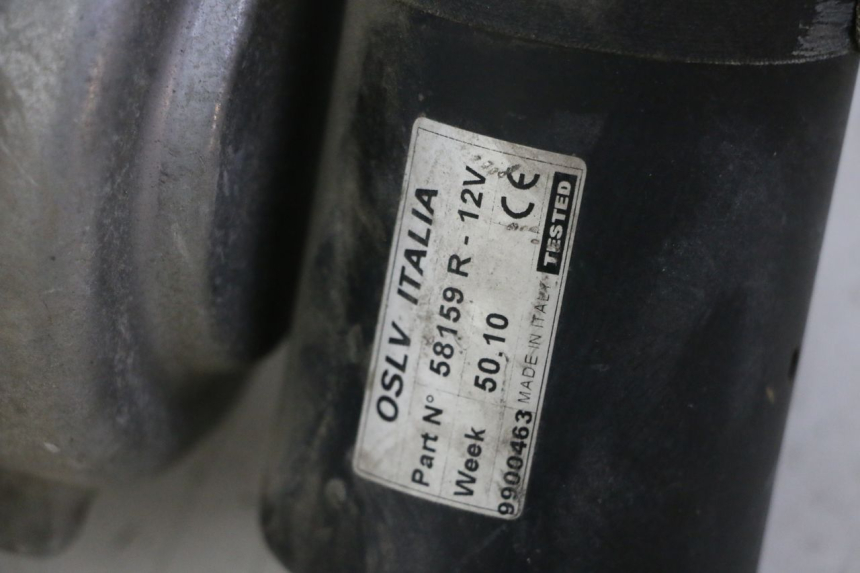 OSLV ITALIA
Part N° 58159 R - 12V
Week 50.10 CE
9900463 MADE IN ITALY TESTED